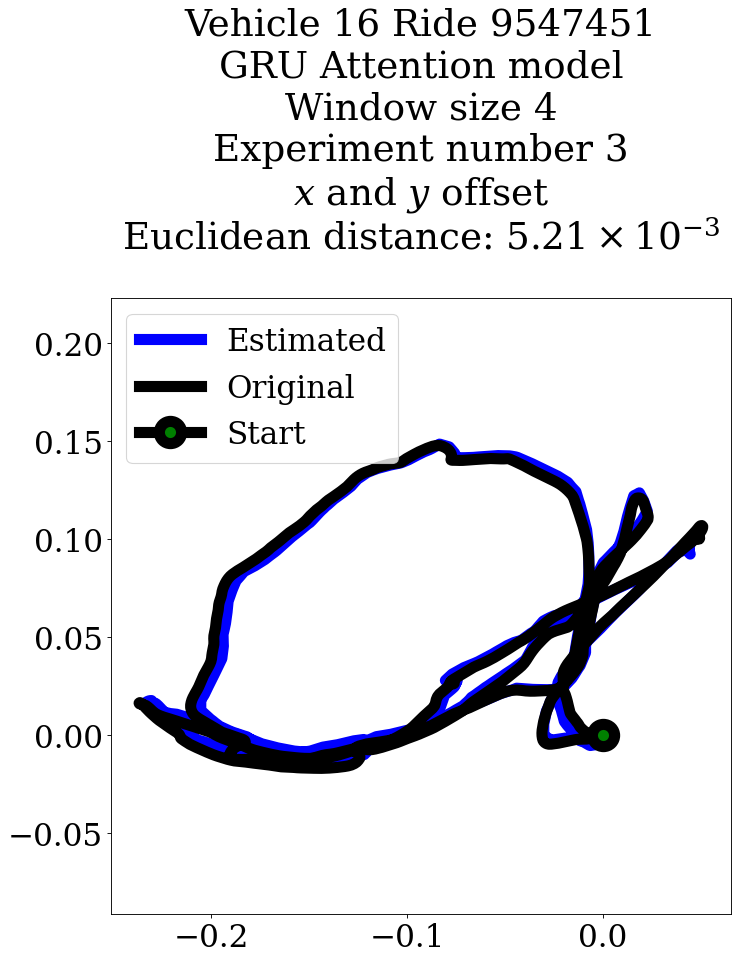 Vehicle 16 Ride 9547451
GRU Attention model
Window size 4
Experiment number 3
x and y offset
Euclidean distance: 5.21 × 10⁻³
Estimated
Original
Start
0.20
0.15
0.10
0.05
0.00
−0.05
−0.2
−0.1
0.0